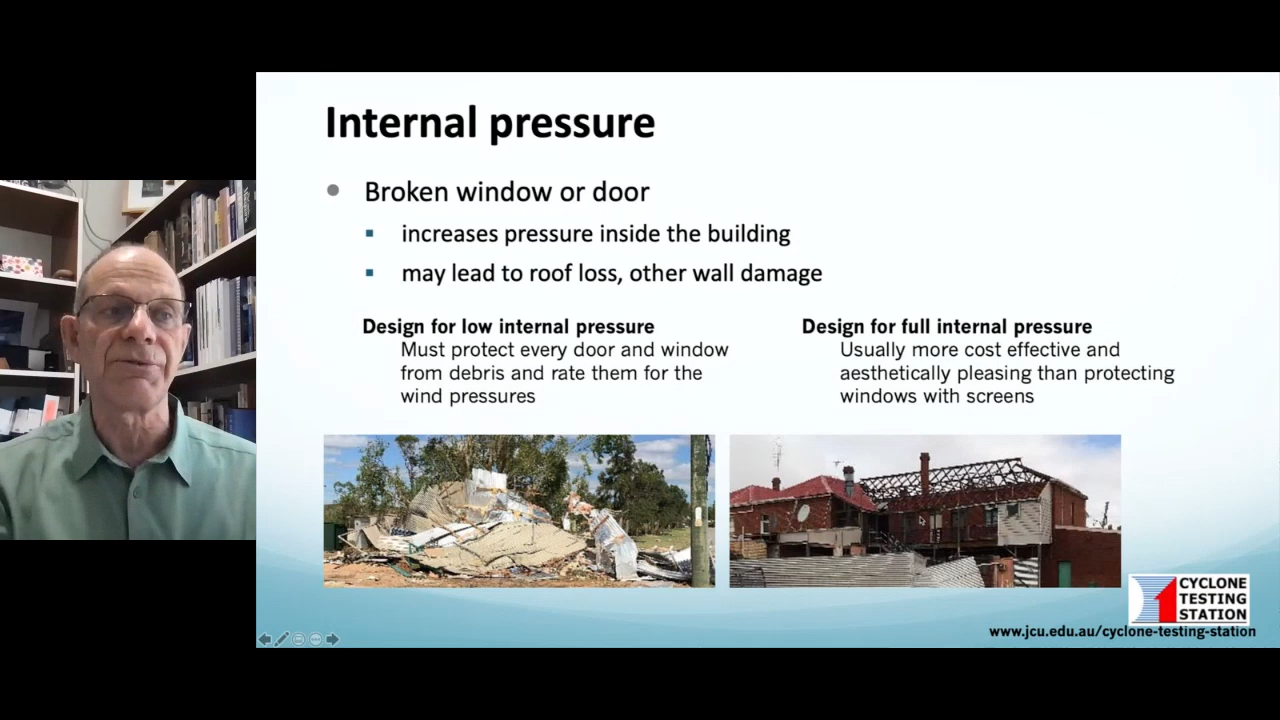 Internal pressure
Broken window or door
increases pressure inside the building
may lead to roof loss, other wall damage
Design for low internal pressure
Must protect every door and window
from debris and rate them for the
wind pressures
Design for full internal pressure
Usually more cost effective and
aesthetically pleasing than protecting
windows with screens
CYCLONE
TESTING
STATION
www.jcu.edu.au/cyclone-testing-station